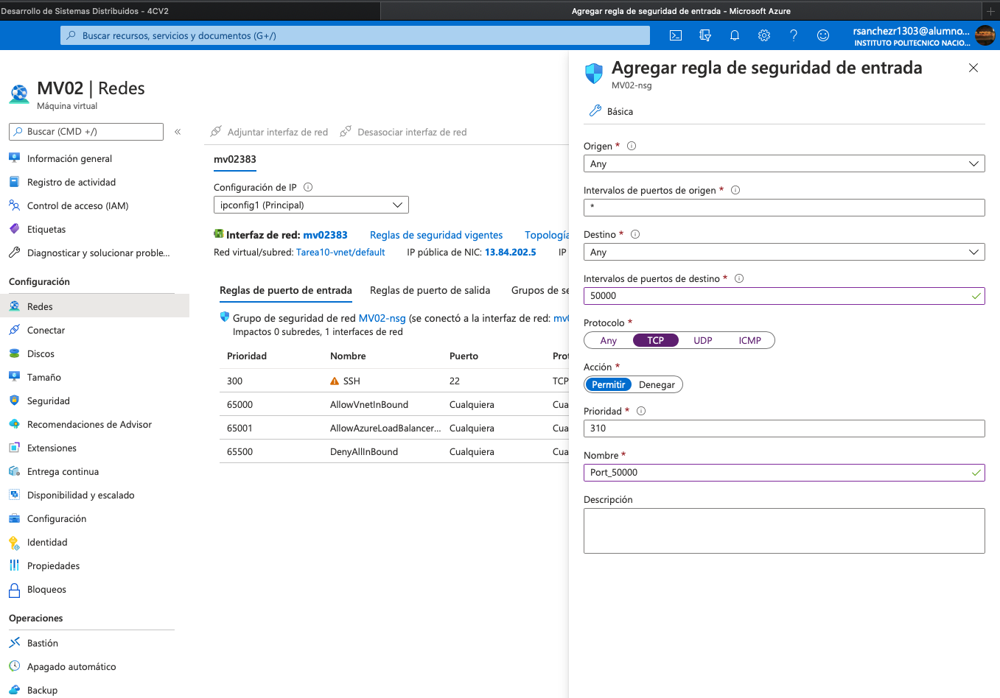 Desarrollo de Sistemas Distribuidos - 4CV2
Agregar regla de seguridad de entrada - Microsoft Azure
Buscar recursos, servicios y documentos (G+/)
rsanchezr1303@alumno...
INSTITUTO POLITECNICO NACIO...
MV02 | Redes
Máquina virtual
Buscar (CMD +/)
Información general
Registro de actividad
Control de acceso (IAM)
Etiquetas
Diagnosticar y solucionar proble...
Configuración
Redes
Conectar
Discos
Tamaño
Seguridad
Recomendaciones de Advisor
Extensiones
Entrega continua
Disponibilidad y escalado
Configuración
Identidad
Propiedades
Bloqueos
Operaciones
Bastión
Apagado automático
Backup
Adjuntar interfaz de red
Desasociar interfaz de red
mv02383
Configuración de IP
ipconfig1 (Principal)
Interfaz de red: mv02383 Reglas de seguridad vigentes Topología
Red virtual/subred: Tarea10-vnet/default IP pública de NIC: 13.84.202.5 IP
Reglas de puerto de entrada Reglas de puerto de salida Grupos de se
Grupo de seguridad de red MV02-nsg (se conectó a la interfaz de red: mv0
Impactos 0 subredes, 1 interfaces de red
Prioridad Nombre Puerto Prot
300 SSH 22 TCP
65000 AllowVnetInBound Cualquiera Cua
65001 AllowAzureLoadBalancer... Cualquiera Cua
65500 DenyAllInBound Cualquiera Cua
Agregar regla de seguridad de entrada
MV02-nsg
Básica
Origen *
Any
Intervalos de puertos de origen *
*
Destino *
Any
Intervalos de puertos de destino *
50000
Protocolo *
Any TCP UDP ICMP
Acción *
Permitir Denegar
Prioridad *
310
Nombre *
Port_50000
Descripción